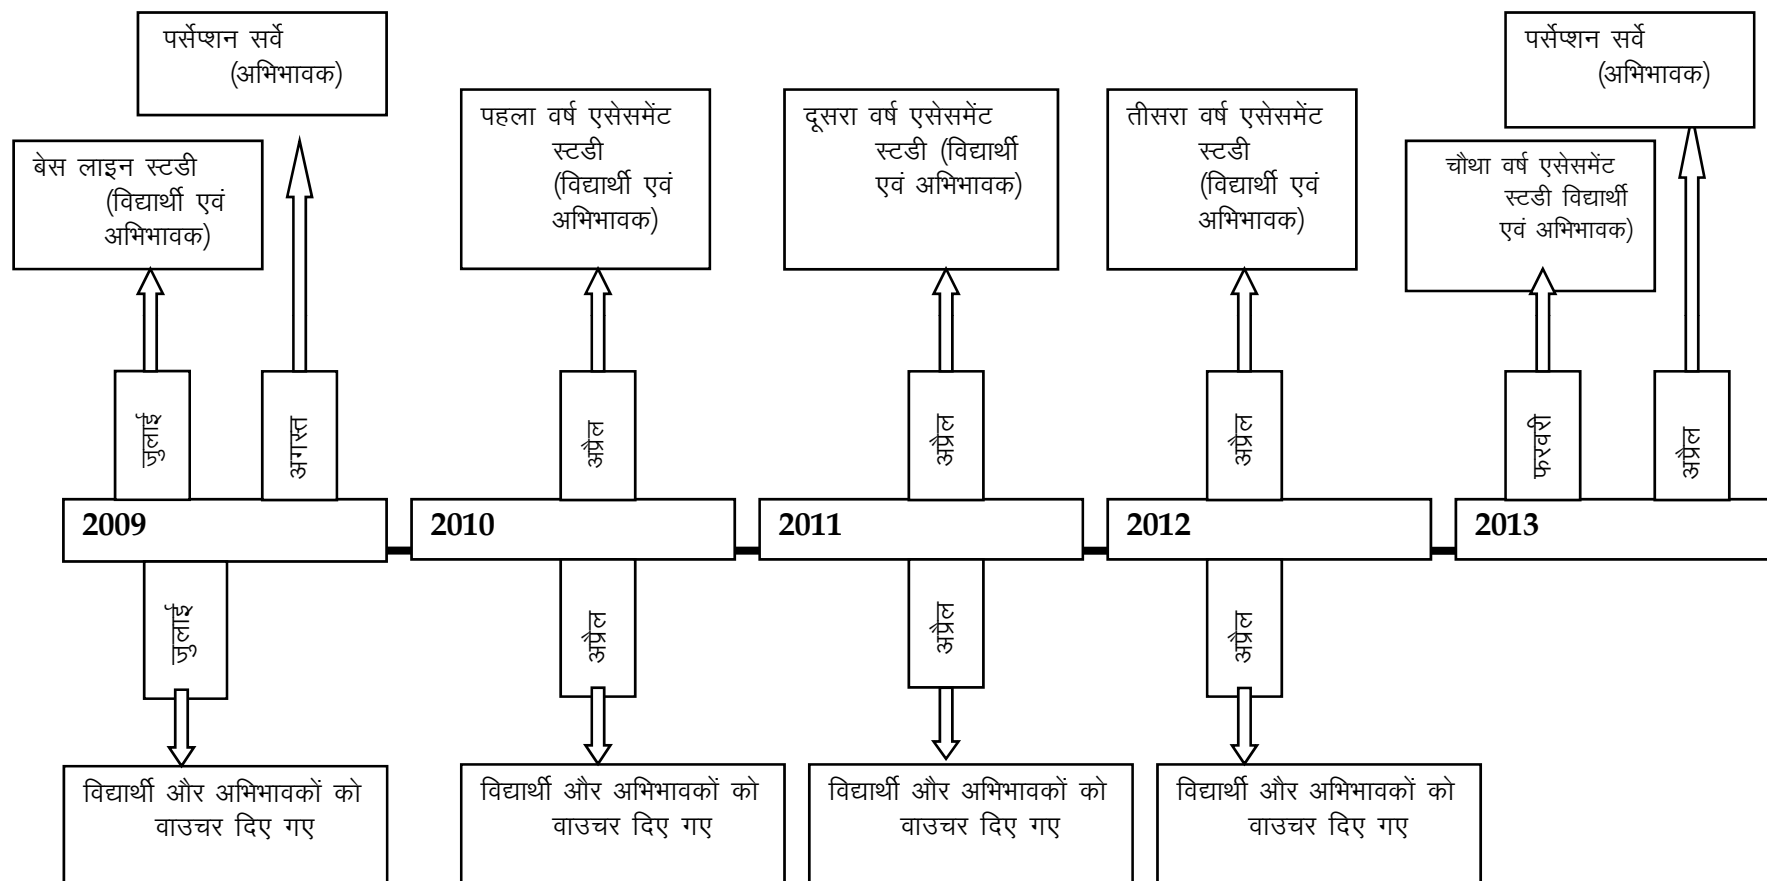 पर्सेप्शन सर्वे
(अभिभावक)
बेस लाइन स्टडी
(विद्यार्थी एवं
अभिभावक)
पहला वर्ष एसेसमेंट
स्टडी
(विद्यार्थी एवं
अभिभावक)
दूसरा वर्ष एसेसमेंट
स्टडी (विद्यार्थी
एवं अभिभावक)
तीसरा वर्ष एसेसमेंट
स्टडी
(विद्यार्थी एवं
अभिभावक)
पर्सेप्शन सर्वे
(अभिभावक)
चौथा वर्ष एसेसमेंट
स्टडी विद्यार्थी
एवं अभिभावक)
जुलाई
अगस्त
अप्रैल
अप्रैल
अप्रैल
फरवरी
अप्रैल
2009
2010
2011
2012
2013
जुलाई
अप्रैल
अप्रैल
अप्रैल
विद्यार्थी और अभिभावकों को
वाउचर दिए गए
विद्यार्थी और अभिभावकों को
वाउचर दिए गए
विद्यार्थी और अभिभावकों को
वाउचर दिए गए
विद्यार्थी और अभिभावकों को
वाउचर दिए गए